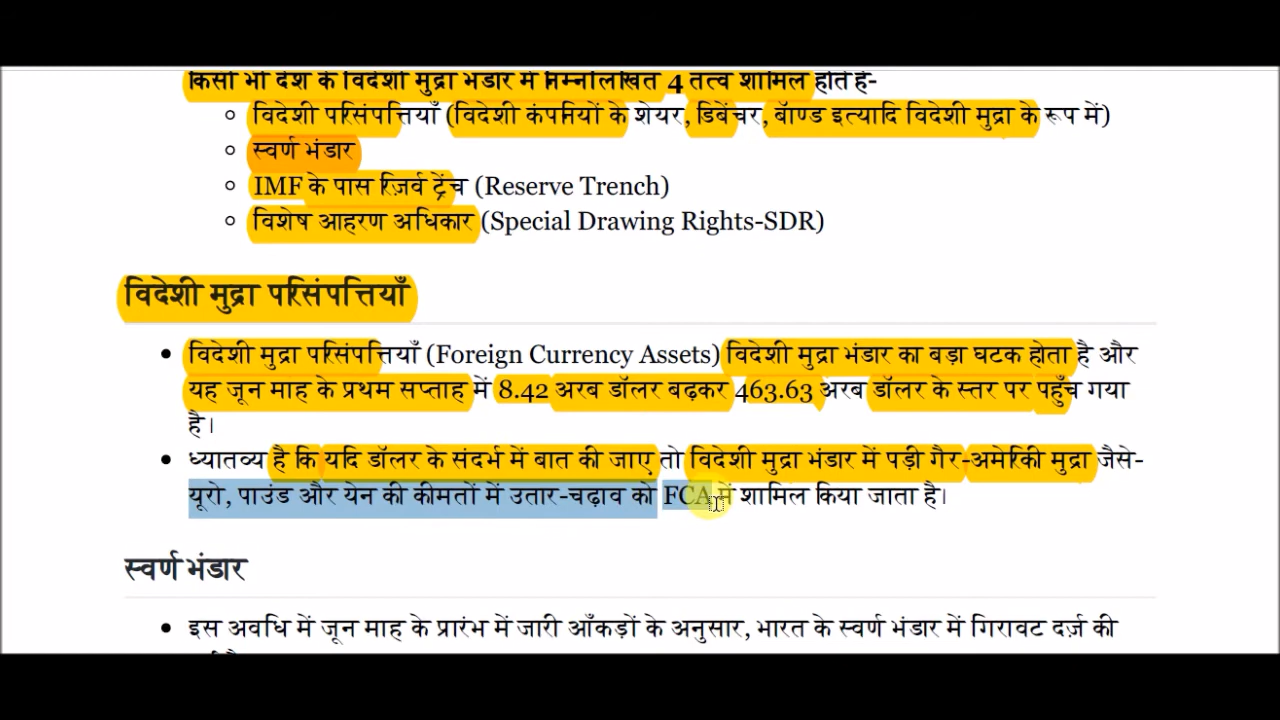 किसी भी देश के विदेशी मुद्रा भंडार में निम्नलिखित 4 तत्व शामिल होते हैं-
विदेशी परिसंपत्तियाँ (विदेशी कंपनियों के शेयर, डिबेंचर, बॉण्ड इत्यादि विदेशी मुद्रा के रूप में)
स्वर्ण भंडार
IMF के पास रिज़र्व ट्रेंच (Reserve Trench)
विशेष आहरण अधिकार (Special Drawing Rights-SDR)
विदेशी मुद्रा परिसंपत्तियाँ
विदेशी मुद्रा परिसंपत्तियाँ (Foreign Currency Assets) विदेशी मुद्रा भंडार का बड़ा घटक होता है और
यह जून माह के प्रथम सप्ताह में 8.42 अरब डॉलर बढ़कर 463.63 अरब डॉलर के स्तर पर पहुँच गया
है।
ध्यातव्य है कि यदि डॉलर के संदर्भ में बात की जाए तो विदेशी मुद्रा भंडार में पड़ी गैर-अमेरिकी मुद्रा जैसे-
यूरो, पाउंड और येन की कीमतों में उतार-चढ़ाव को FCA में शामिल किया जाता है।
स्वर्ण भंडार
इस अवधि में जून माह के प्रारंभ में जारी आँकड़ों के अनुसार, भारत के स्वर्ण भंडार में गिरावट दर्ज़ की